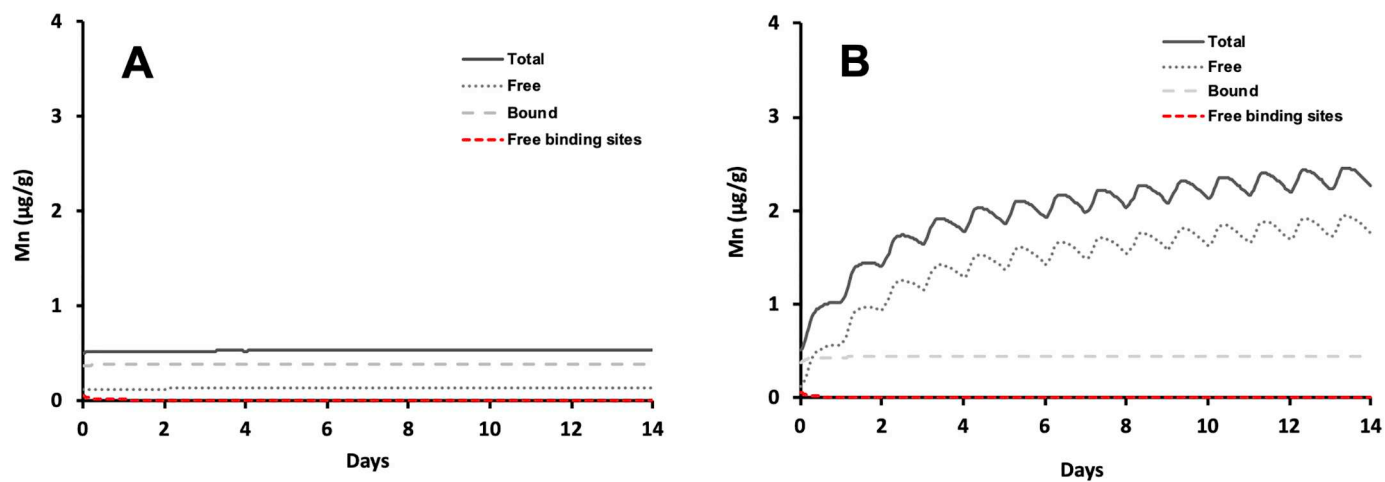 A
Total
Free
Bound
Free binding sites
Mn (µg/g)
4
3
2
1
0
0 2 4 6 8 10 12 14
Days
B
Total
Free
Bound
Free binding sites
Mn (µg/g)
4
3
2
1
0
0 2 4 6 8 10 12 14
Days